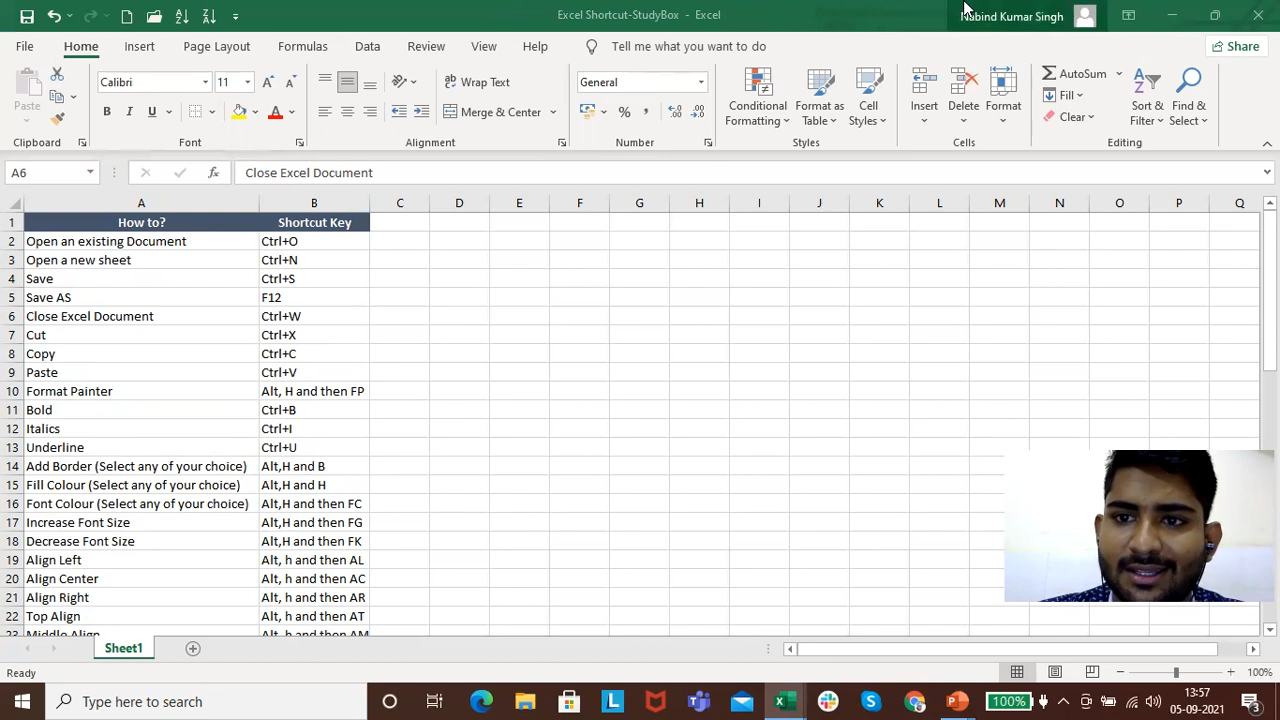 Excel Shortcut-StudyBox - Excel
Nabind Kumar Singh
File Home Insert Page Layout Formulas Data Review View Help Tell me what you want to do Share
Paste
Calibri 11
B I U
Wrap Text
Merge & Center
General
Conditional Formatting
Format as Table
Cell Styles
Insert
Delete
Format
AutoSum
Fill
Clear
Sort & Filter
Find & Select
Clipboard Font Alignment Number Styles Cells Editing
A6 fx Close Excel Document
A B C D E F G H I J K L M N O P Q
1 How to? Shortcut Key
2 Open an existing Document Ctrl+O
3 Open a new sheet Ctrl+N
4 Save Ctrl+S
5 Save AS F12
6 Close Excel Document Ctrl+W
7 Cut Ctrl+X
8 Copy Ctrl+C
9 Paste Ctrl+V
10 Format Painter Alt, H and then FP
11 Bold Ctrl+B
12 Italics Ctrl+I
13 Underline Ctrl+U
14 Add Border (Select any of your choice) Alt,H and B
15 Fill Colour (Select any of your choice) Alt,H and H
16 Font Colour (Select any of your choice) Alt,H and then FC
17 Increase Font Size Alt,H and then FG
18 Decrease Font Size Alt,H and then FK
19 Align Left Alt, h and then AL
20 Align Center Alt, h and then AC
21 Align Right Alt, h and then AR
22 Top Align Alt, h and then AT
23 Middle Align Alt, h and then AM
Sheet1
Ready 100%
Type here to search
100%
13:57
05-09-2021
3